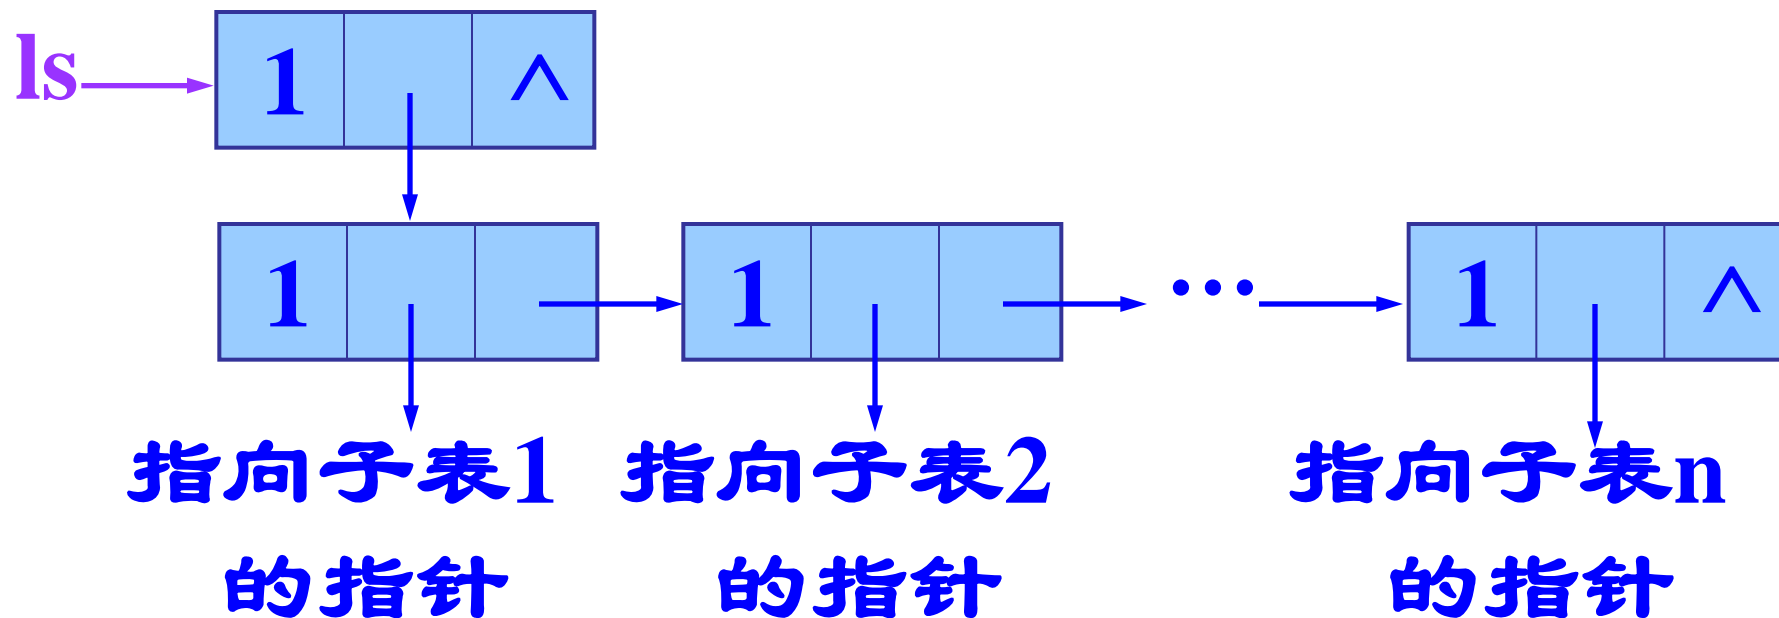 ls 1 ∧
1 1 … 1 ∧
指向子表1 指向子表2 指向子表n
的指针 的指针 的指针